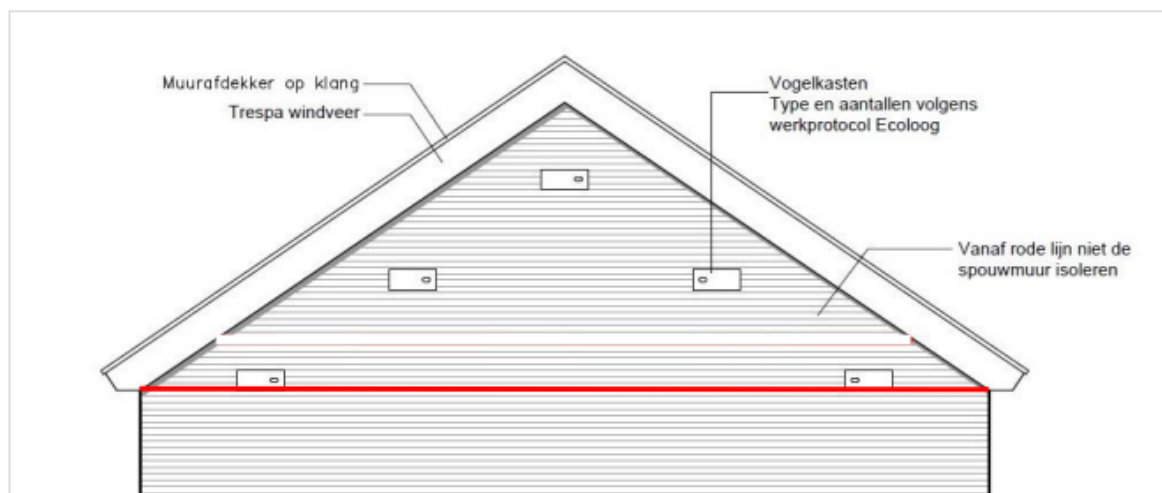 Muurafdekker op klang
Trespa windveer
Vogelkasten
Type en aantallen volgens
werkprotocol Ecoloog
Vanaf rode lijn niet de
spouwmuur isoleren